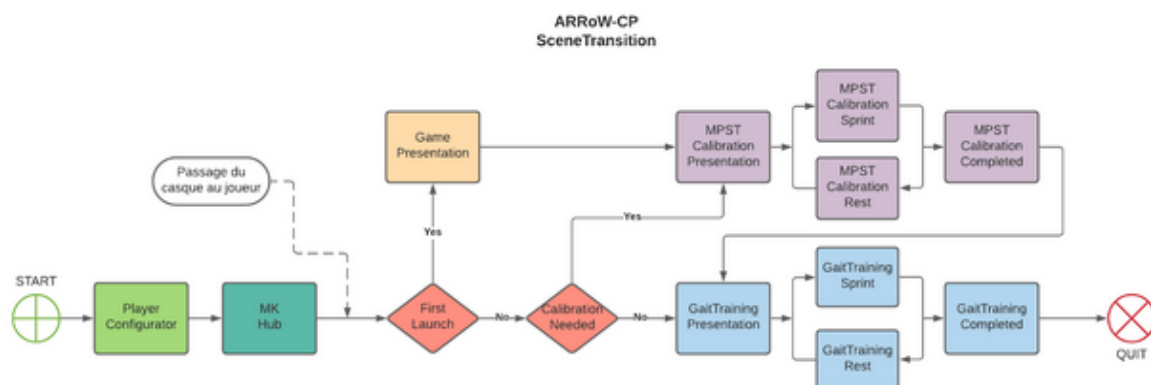 ARRoW-CP
SceneTransition
MPST
Calibration
Sprint
Game
Presentation
MPST
Calibration
Presentation
MPST
Calibration
Completed
Passage du
casque au joueur
MPST
Calibration
Rest
Yes
Yes
START
Player
Configurator
MK
Hub
First
Launch
No
Calibration
Needed
No
GaitTraining
Presentation
GaitTraining
Sprint
GaitTraining
Rest
GaitTraining
Completed
QUIT